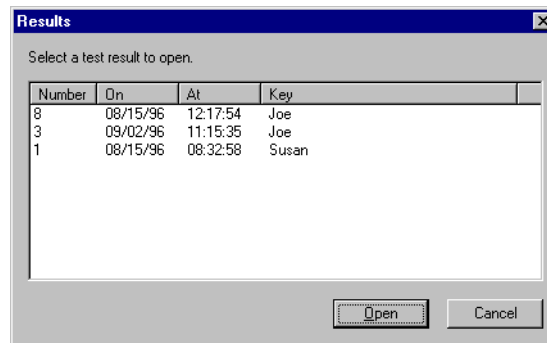 Results
Select a test result to open.
Number On At Key
8 08/15/96 12:17:54 Joe
3 09/02/96 11:15:35 Joe
1 08/15/96 08:32:58 Susan
Open Cancel